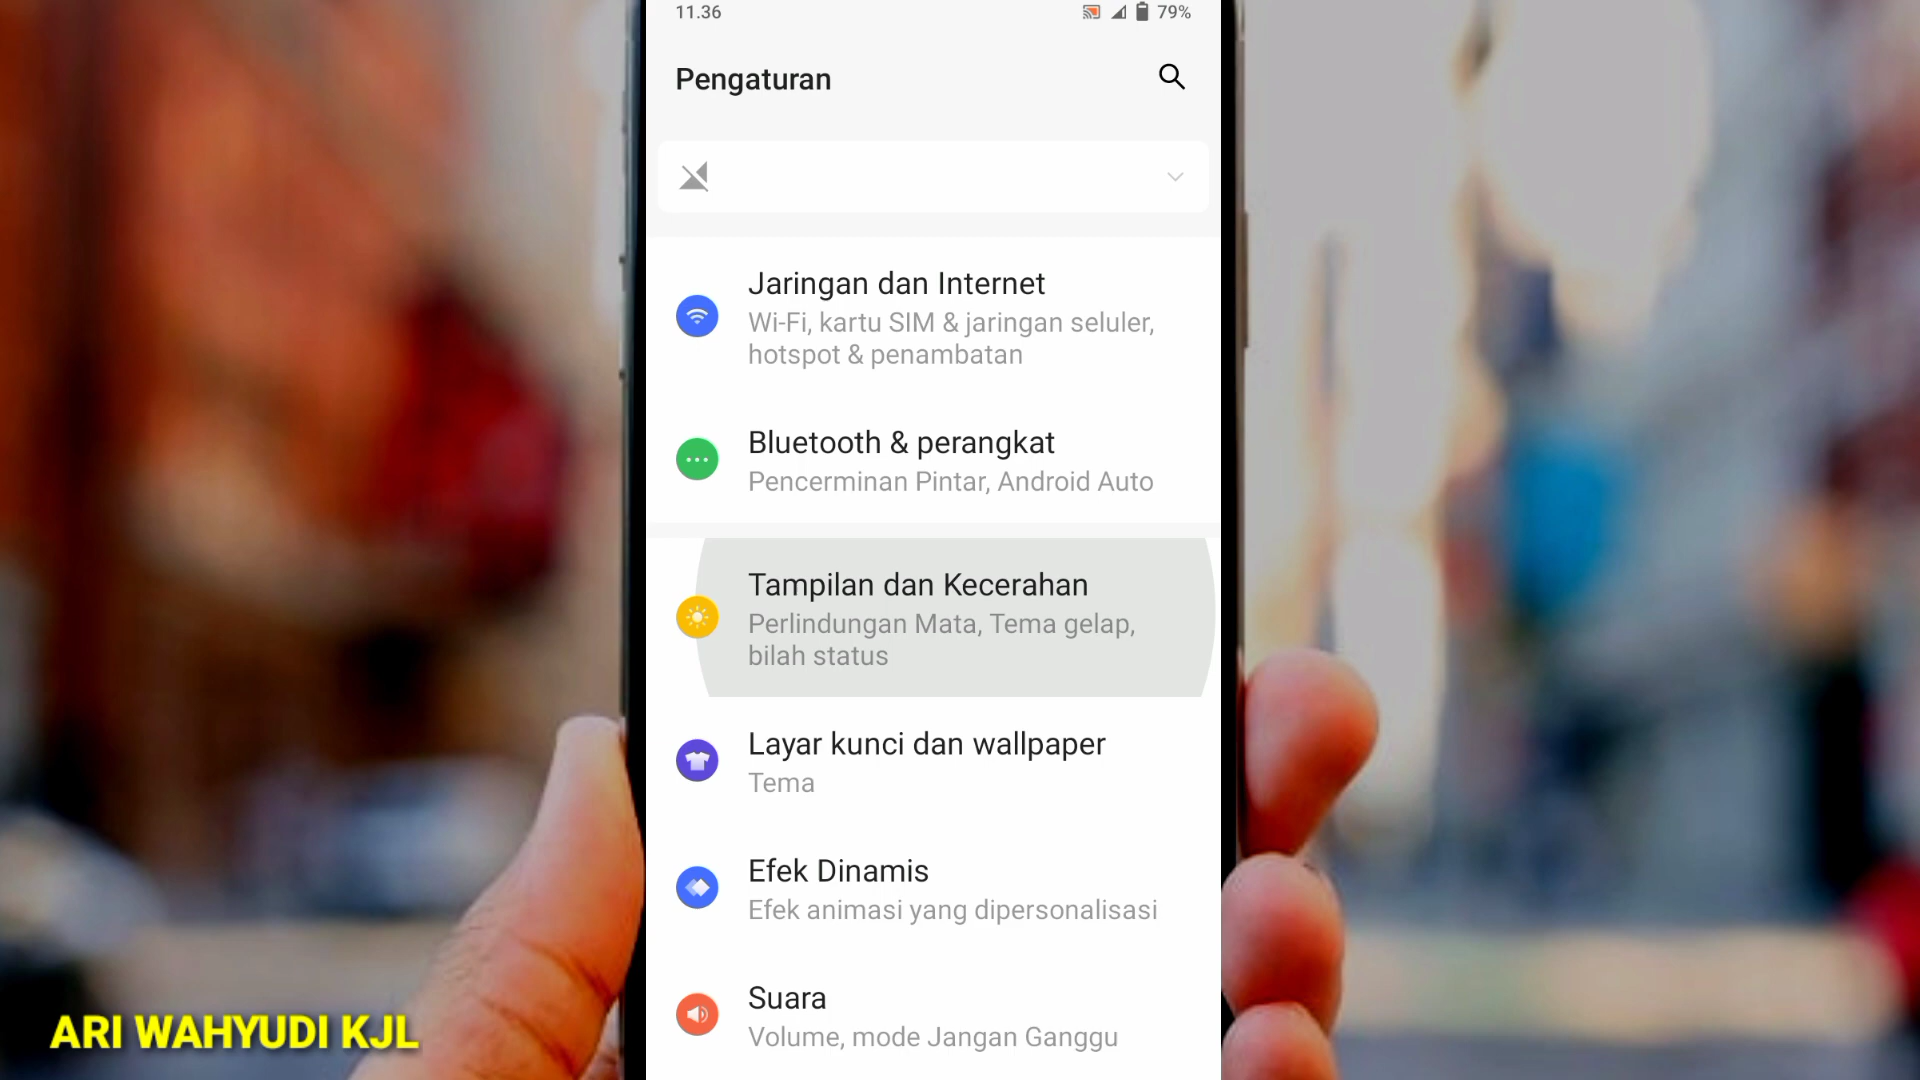 11.36
79%
Pengaturan
Jaringan dan Internet
Wi-Fi, kartu SIM & jaringan seluler,
hotspot & penambatan
Bluetooth & perangkat
Pencerminan Pintar, Android Auto
Tampilan dan Kecerahan
Perlindungan Mata, Tema gelap,
bilah status
Layar kunci dan wallpaper
Tema
Efek Dinamis
Efek animasi yang dipersonalisasi
Suara
Volume, mode Jangan Ganggu
ARI WAHYUDI KJL